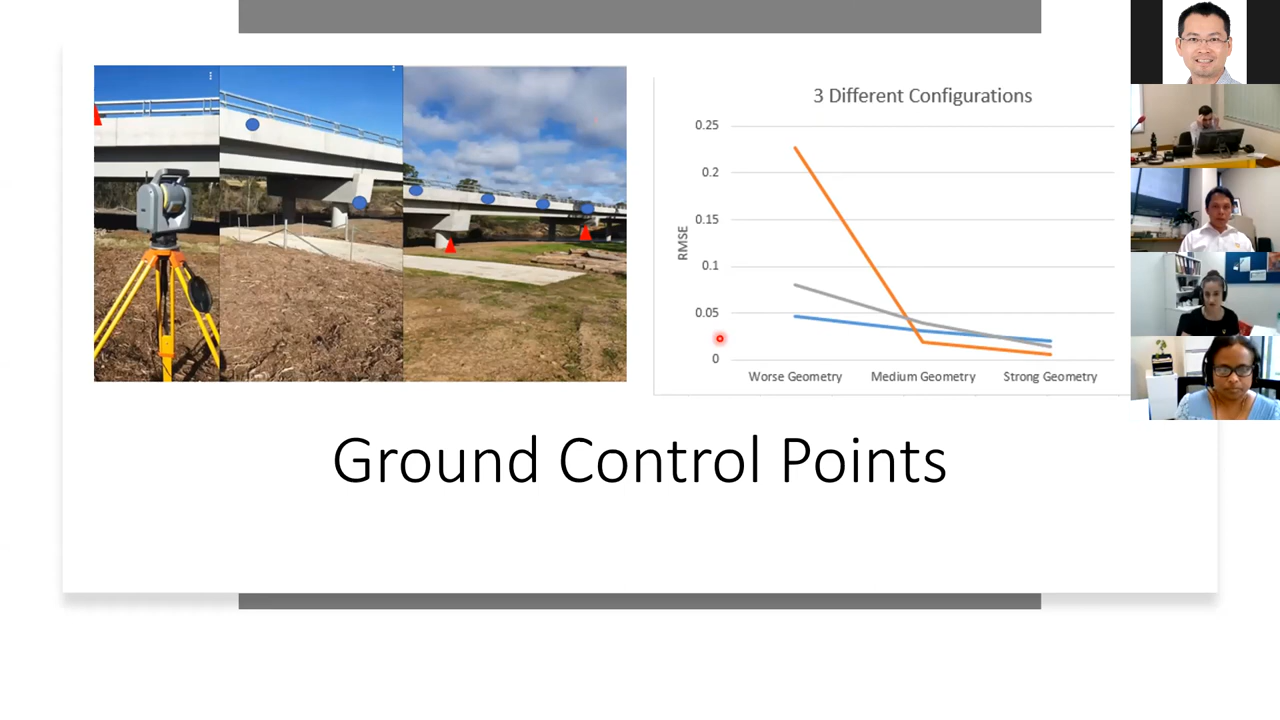 3 Different Configurations
0.25
0.2
0.15
0.1
0.05
0
RMSE
Worse Geometry
Medium Geometry
Strong Geometry
Ground Control Points